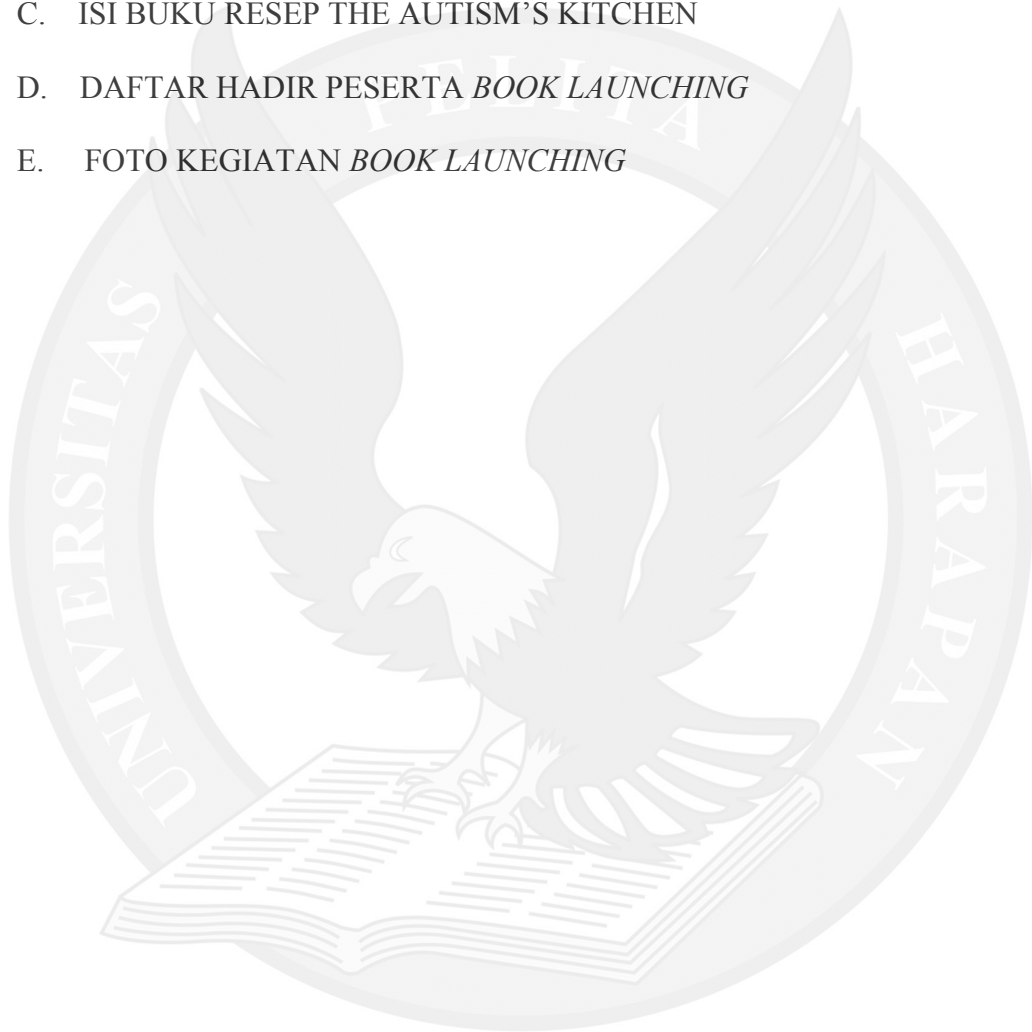 C. ISI BUKU RESEP THE AUTISM’S KITCHEN
D. DAFTAR HADIR PESERTA BOOK LAUNCHING
E. FOTO KEGIATAN BOOK LAUNCHING
UNIVERSITAS PELITA HARAPAN